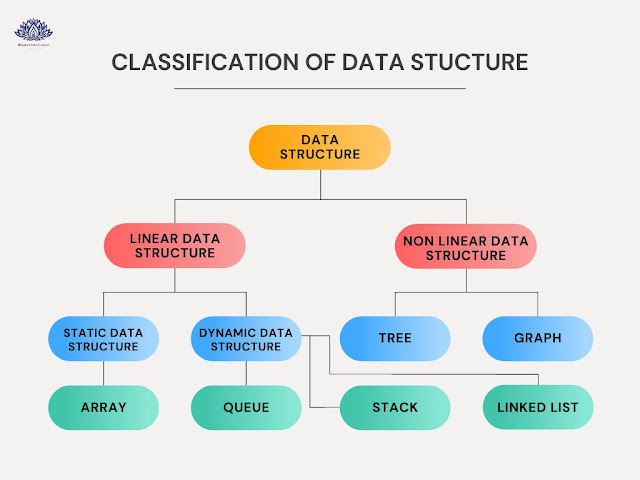 CLASSIFICATION OF DATA STUCTURE
DATA
STRUCTURE
LINEAR DATA
STRUCTURE
NON LINEAR DATA
STRUCTURE
STATIC DATA
STRUCTURE
DYNAMIC DATA
STRUCTURE
TREE
GRAPH
ARRAY
QUEUE
STACK
LINKED LIST